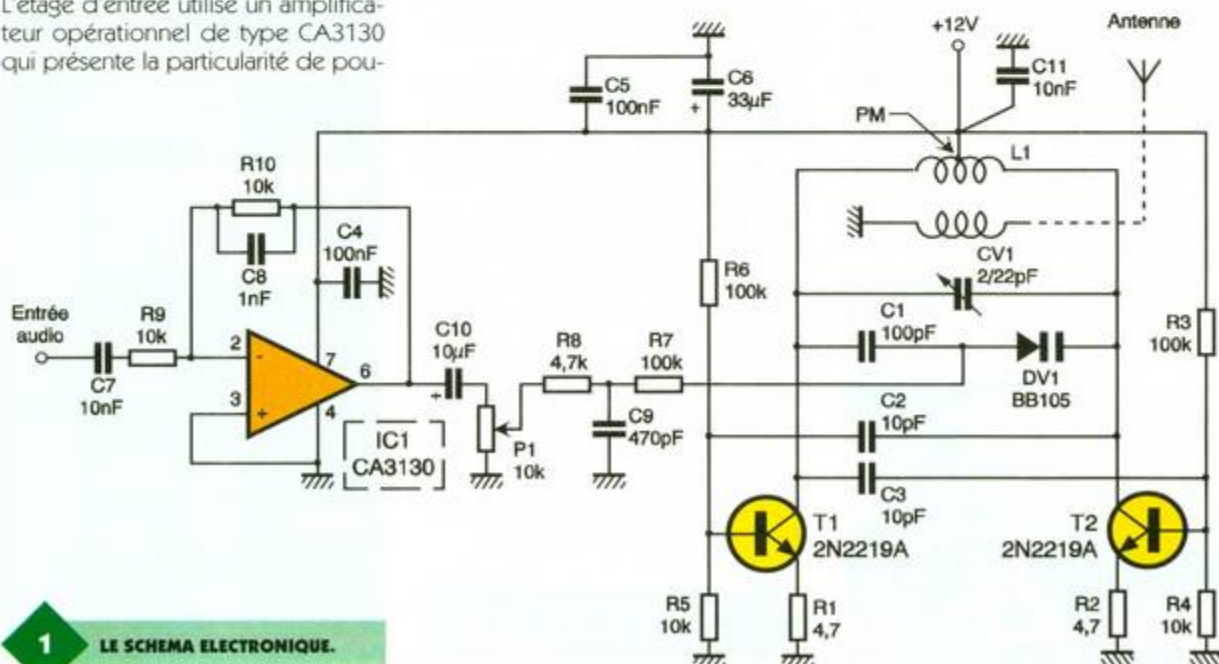 L'étage d'entrée utilise un amplifica-
teur opérationnel de type CA3130
qui présente la particularité de pou-
+12V
Antenne
C5
100nF
C6
33µF
+
C11
10nF
PM
L1
R10
10k
C8
1nF
C4
100nF
R6
100k
CV1
2/22pF
R3
100k
Entrée
audio
C7
10nF
R9
10k
2
-
3
+
7
6
4
IC1
CA3130
C10
10µF
+
P1
10k
R8
4,7k
C9
470pF
R7
100k
C1
100pF
DV1
BB105
C2
10pF
C3
10pF
T1
2N2219A
T2
2N2219A
R5
10k
R1
4,7
R2
4,7
R4
10k
1
LE SCHEMA ELECTRONIQUE.